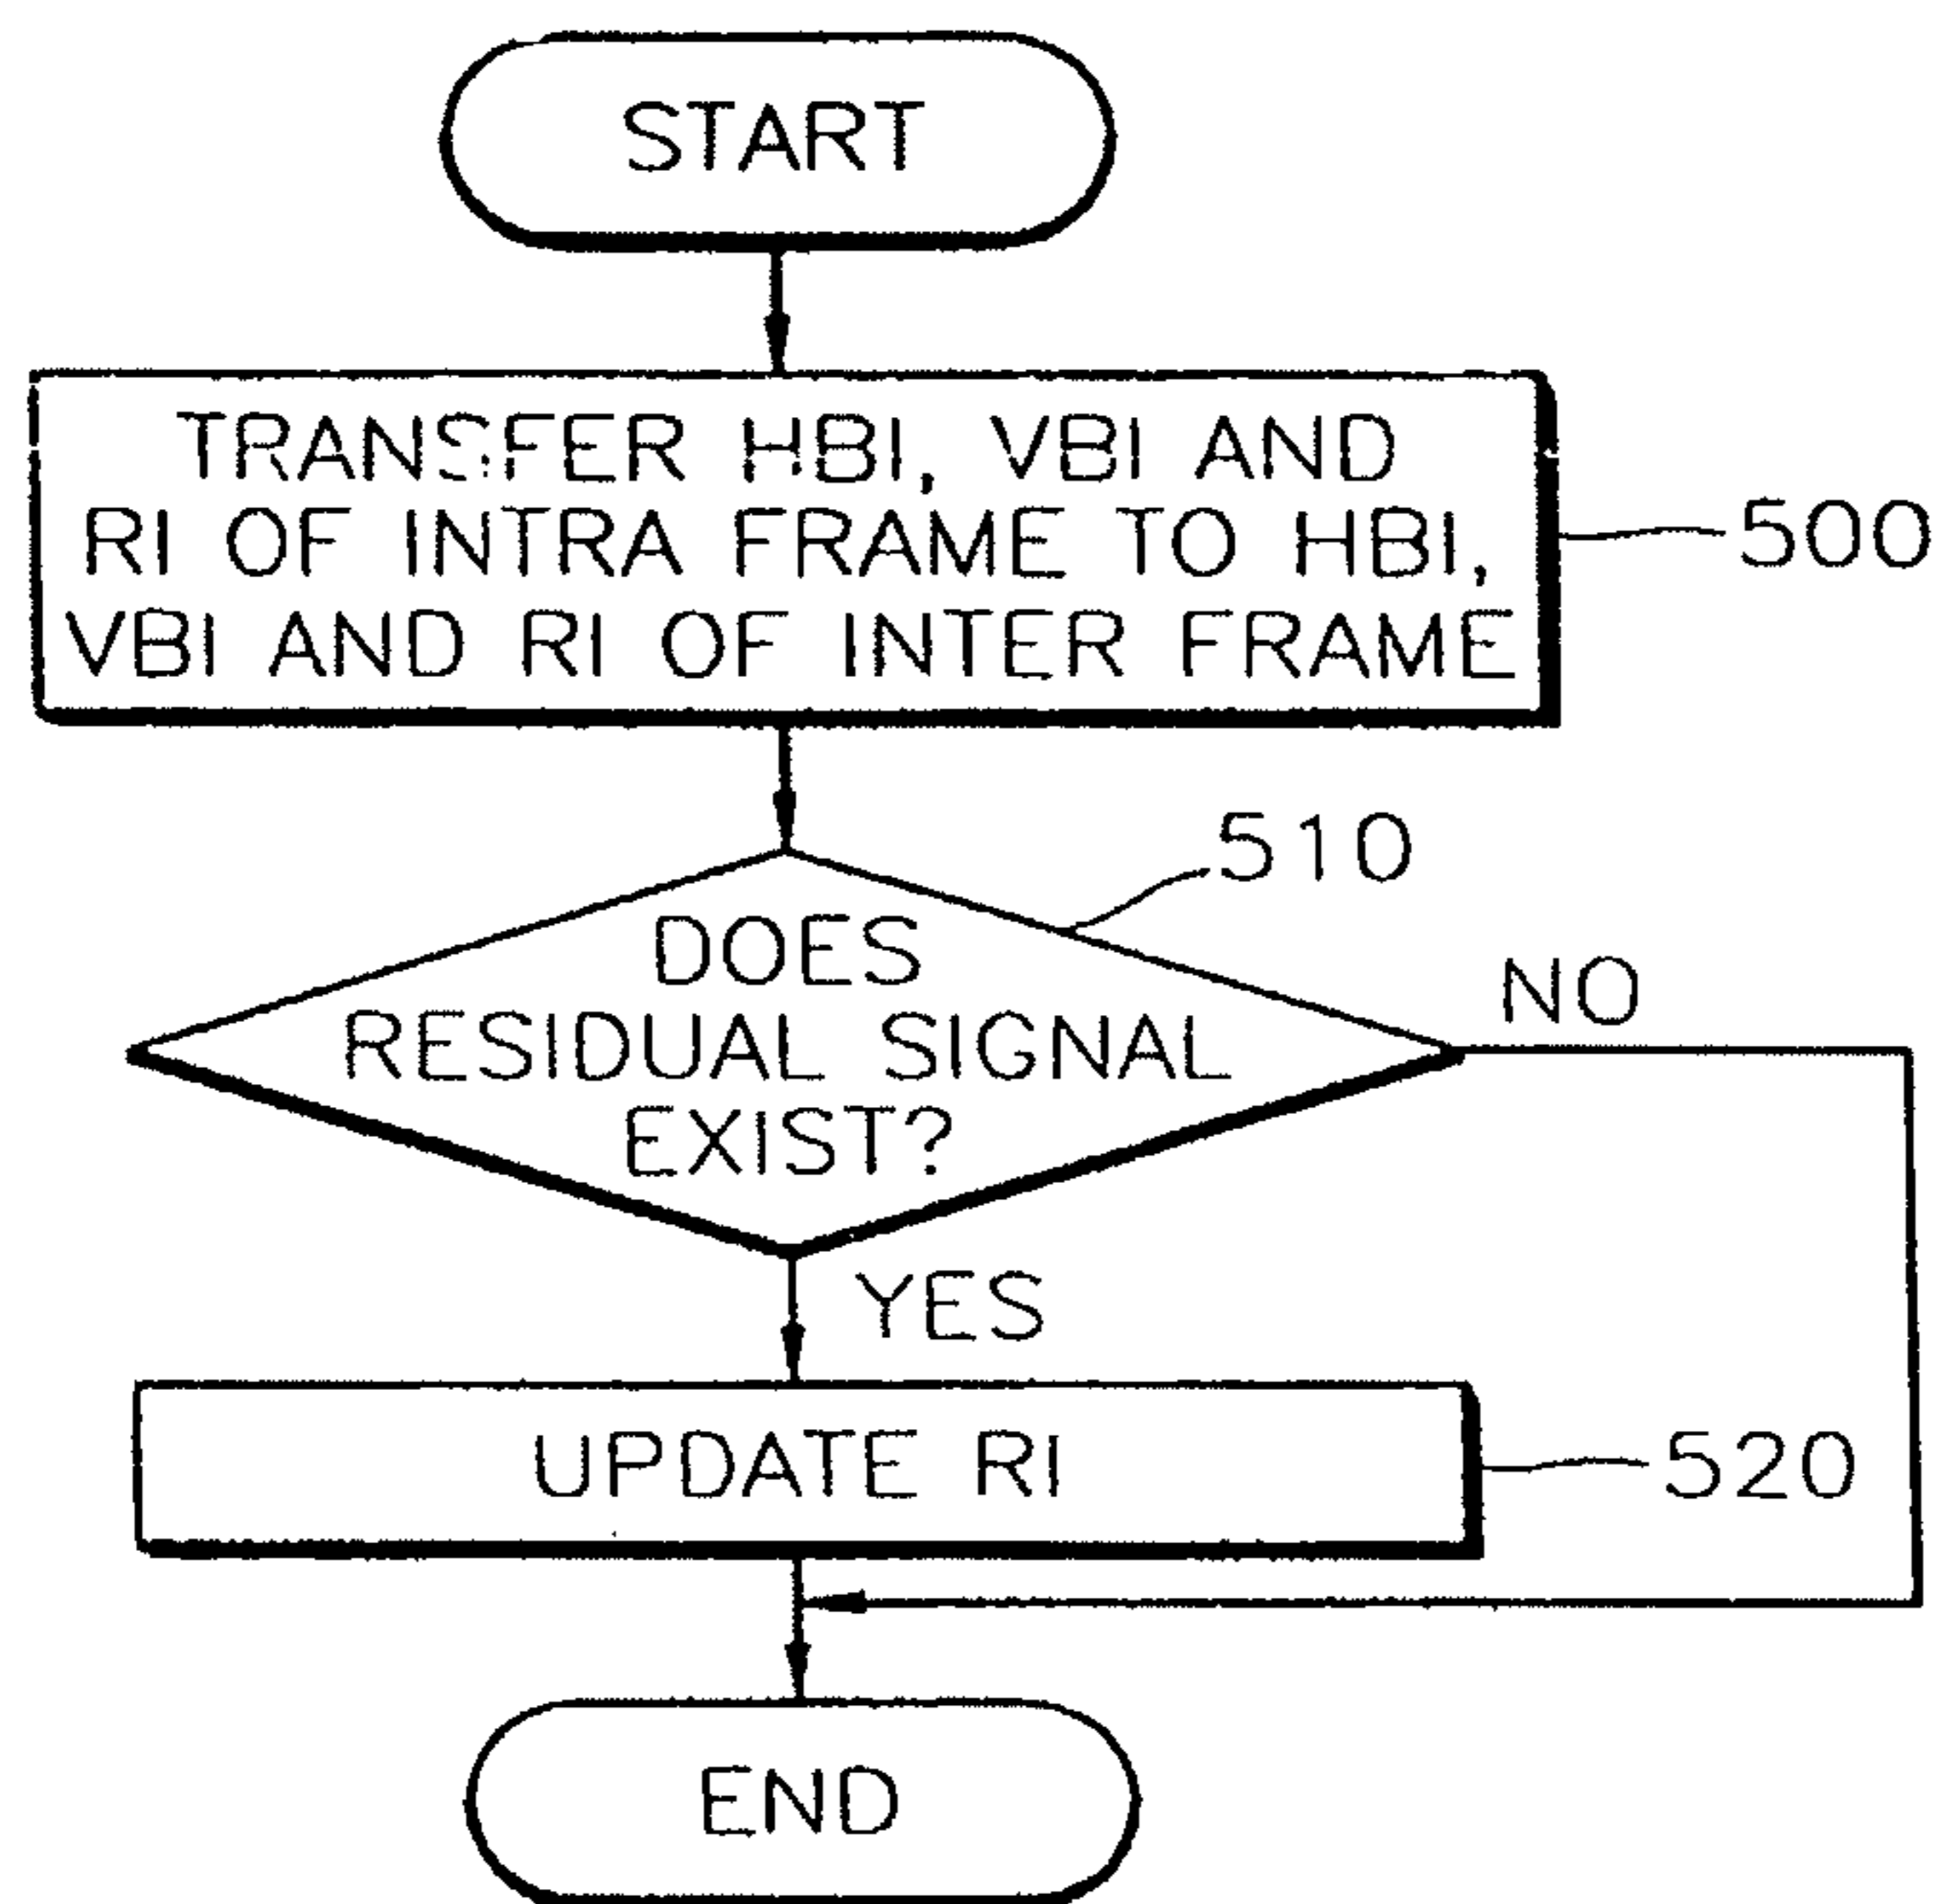 START
TRANSFER HBI, VBI AND
RI OF INTRA FRAME TO HBI,
VBI AND RI OF INTER FRAME
500
510
DOES
RESIDUAL SIGNAL
EXIST?
NO
YES
UPDATE RI
520
END